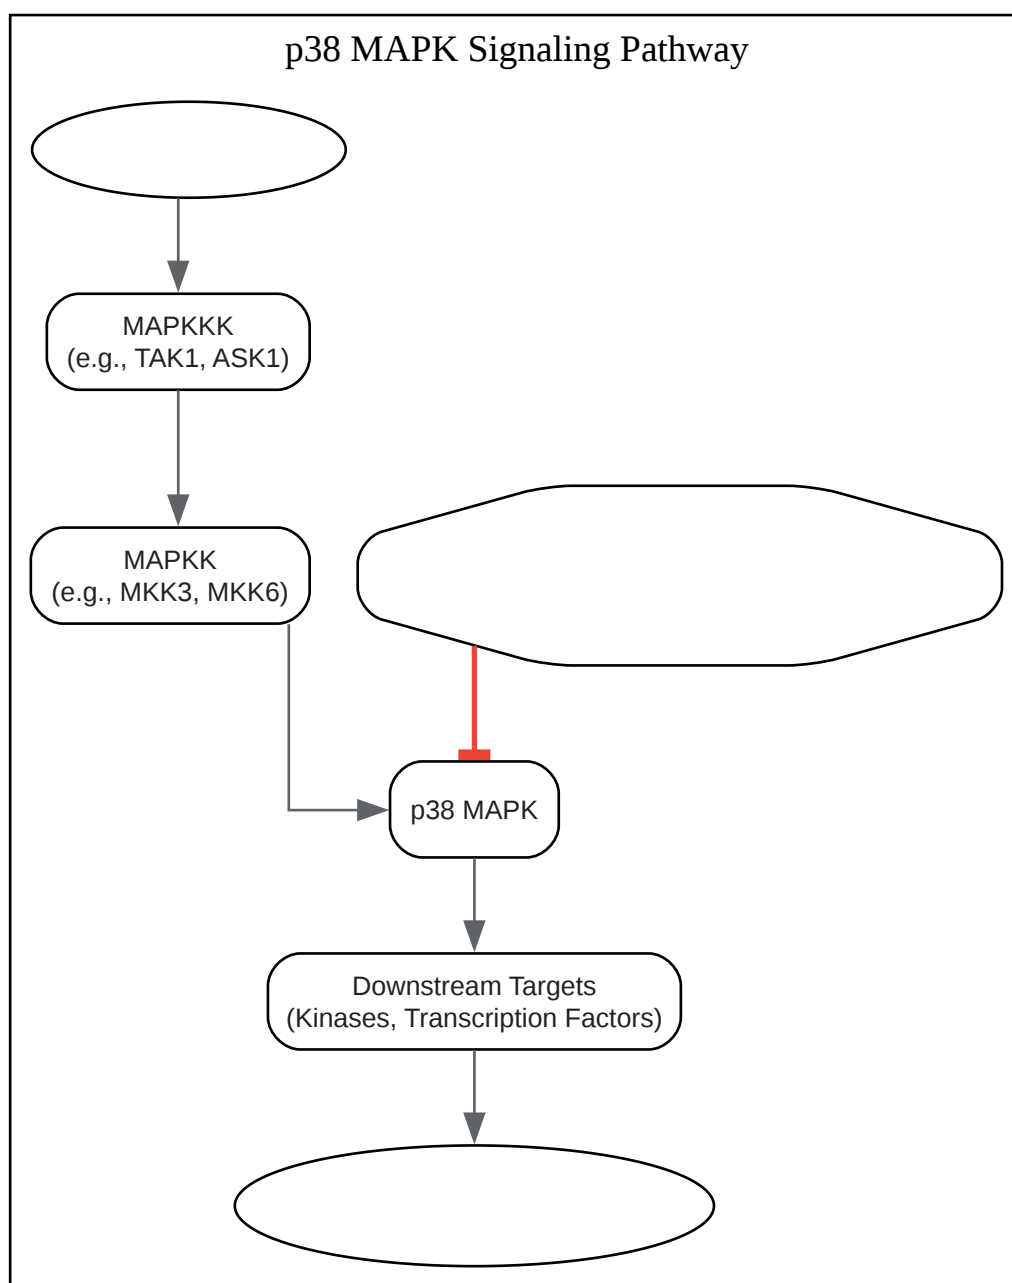 p38 MAPK Signaling Pathway
MAPKKK
(e.g., TAK1, ASK1)
MAPKK
(e.g., MKK3, MKK6)
p38 MAPK
Downstream Targets
(Kinases, Transcription Factors)